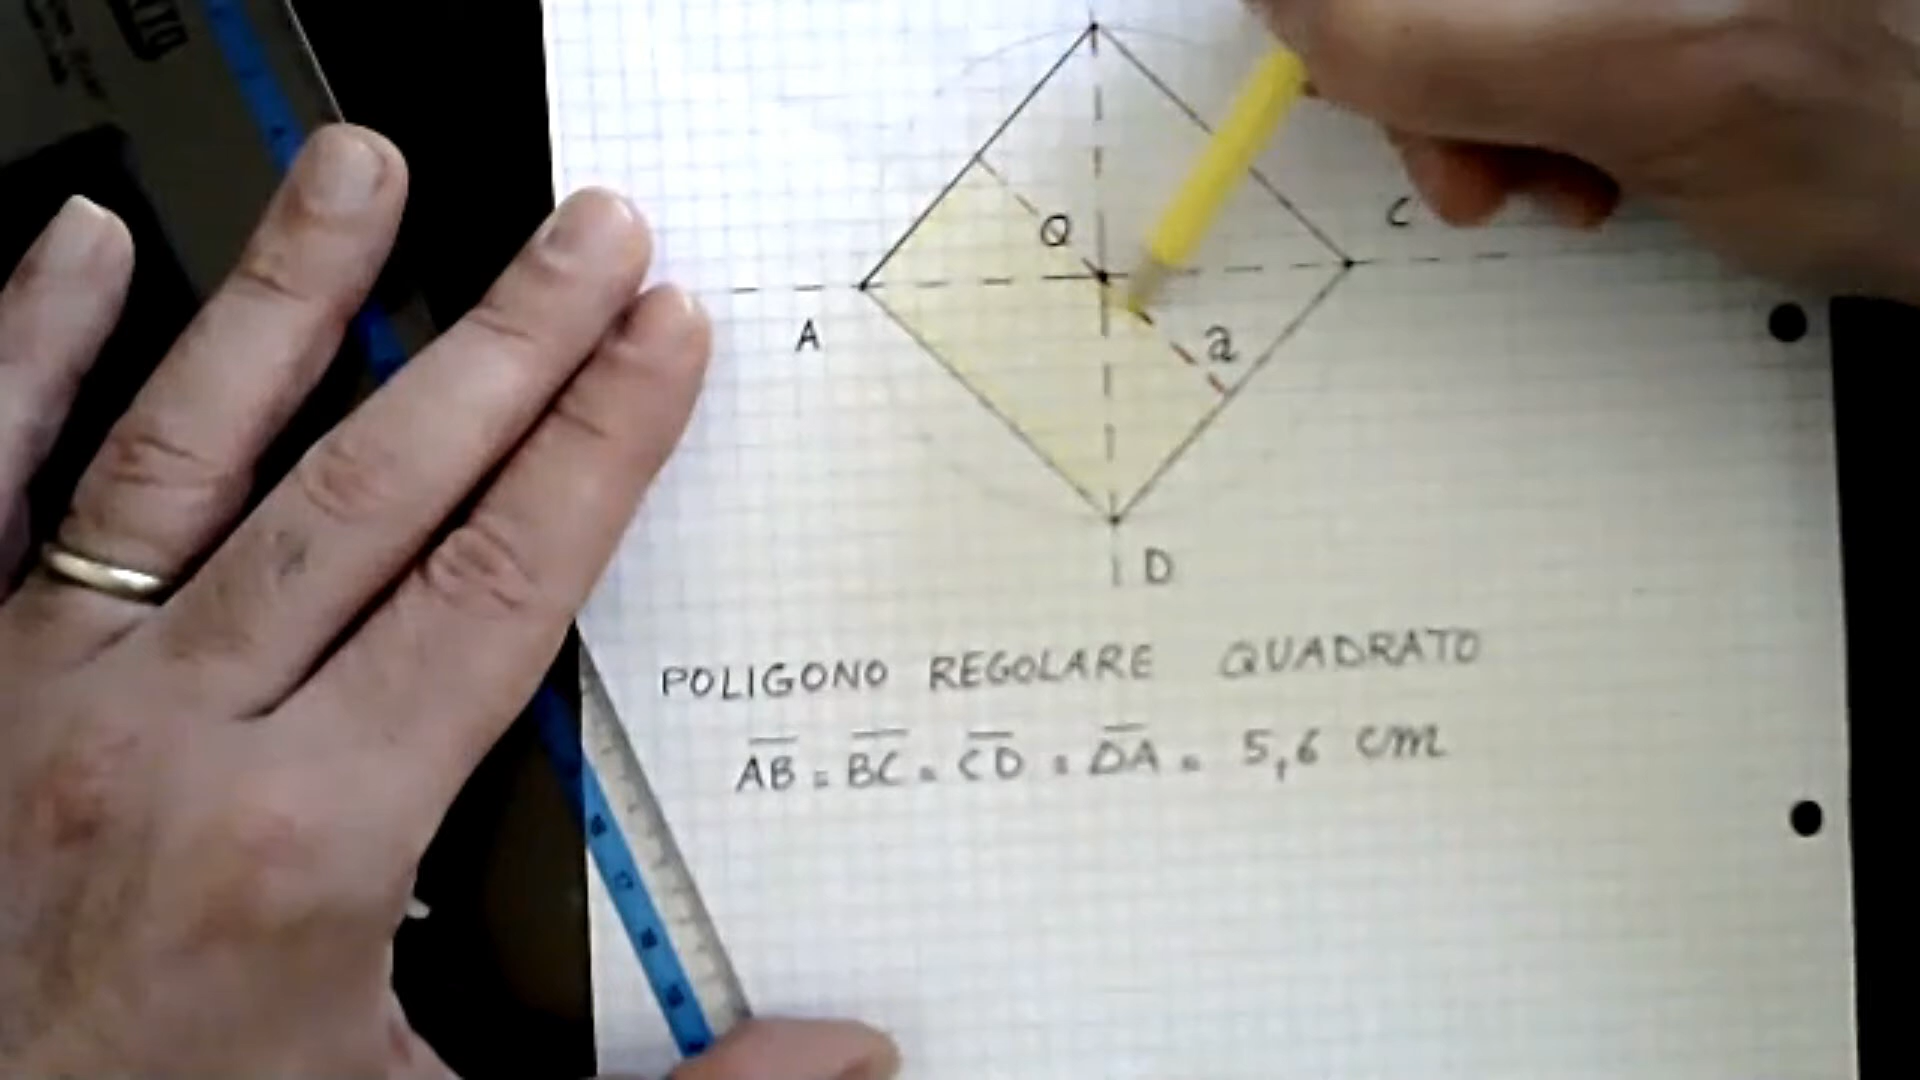 C
O
A
a
D
POLIGONO REGOLARE QUADRATO
AB = BC = CD = DA = 5,6 cm